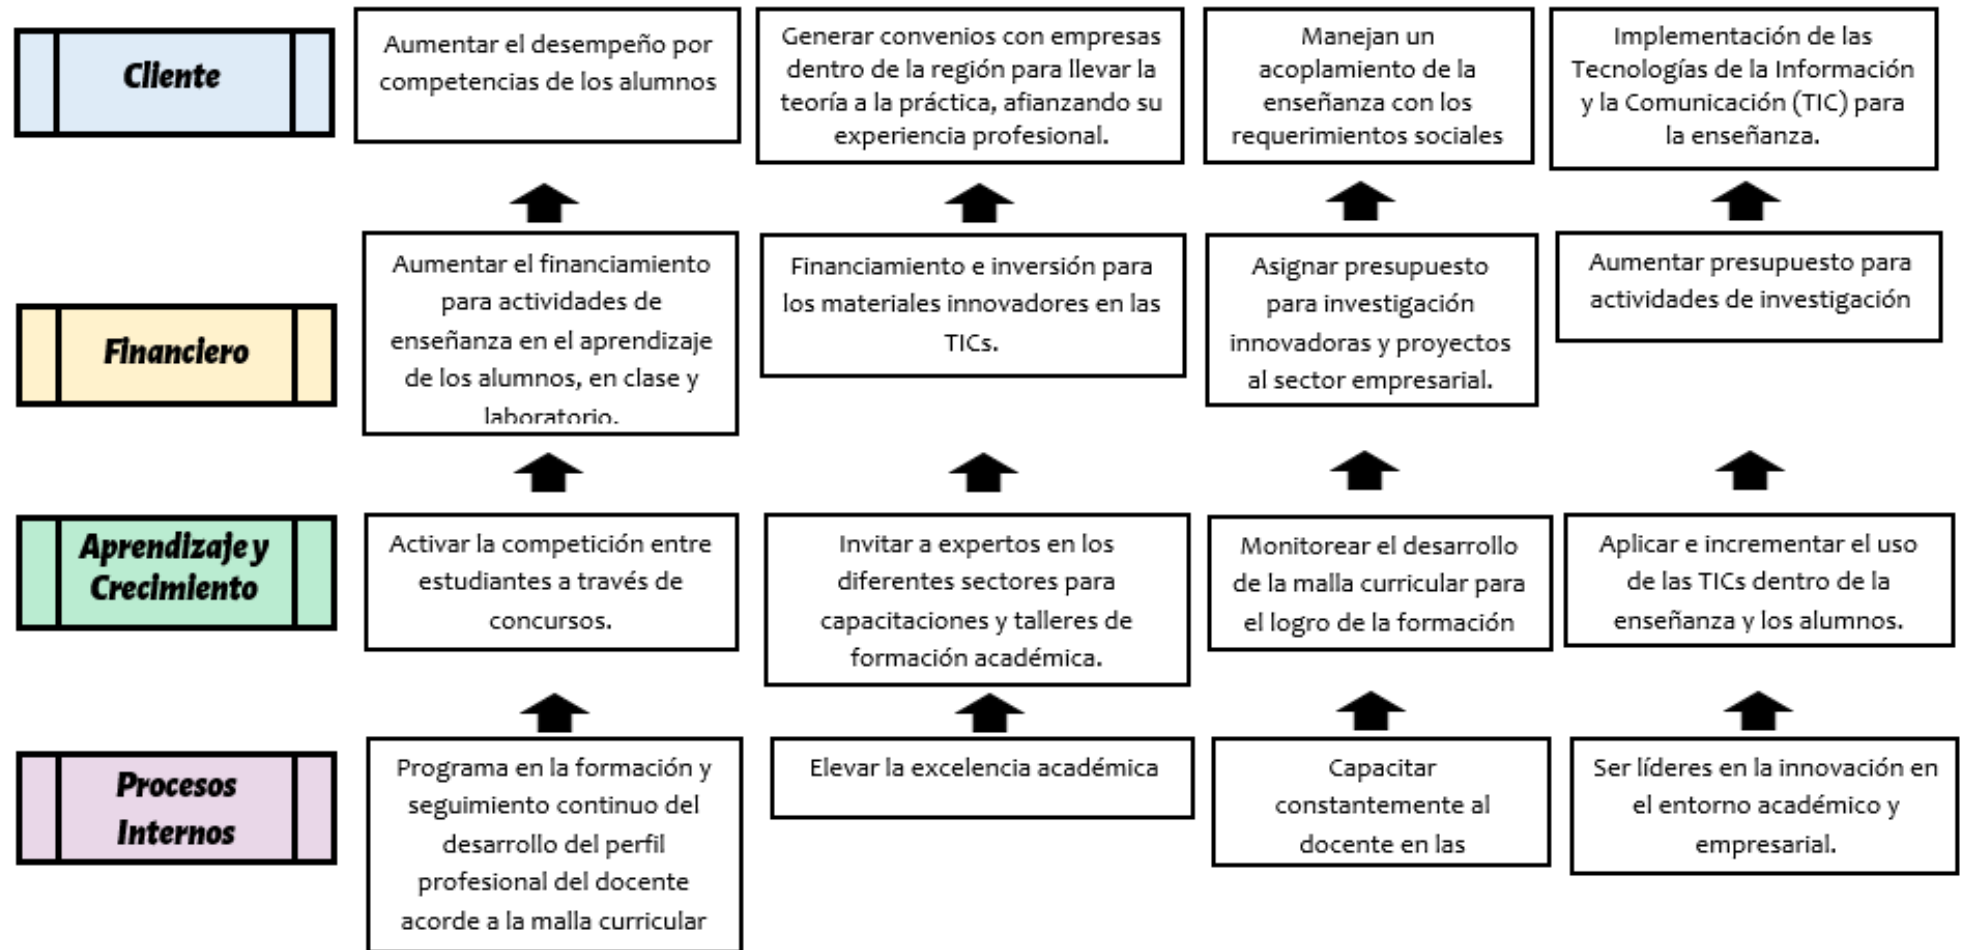 Cliente
Aumentar el desempeño por
competencias de los alumnos
Generar convenios con empresas
dentro de la región para llevar la
teoría a la práctica, afianzando su
experiencia profesional.
Manejan un
acoplamiento de la
enseñanza con los
requerimientos sociales
Implementación de las
Tecnologías de la Información
y la Comunicación (TIC) para
la enseñanza.
Financiero
Aumentar el financiamiento
para actividades de
enseñanza en el aprendizaje
de los alumnos, en clase y
laboratorio.
Financiamiento e inversión para
los materiales innovadores en las
TICs.
Asignar presupuesto
para investigación
innovadoras y proyectos
al sector empresarial.
Aumentar presupuesto para
actividades de investigación
Aprendizaje y
Crecimiento
Activar la competición entre
estudiantes a través de
concursos.
Invitar a expertos en los
diferentes sectores para
capacitaciones y talleres de
formación académica.
Monitorear el desarrollo
de la malla curricular para
el logro de la formación
Aplicar e incrementar el uso
de las TICs dentro de la
enseñanza y los alumnos.
Procesos
Internos
Programa en la formación y
seguimiento continuo del
desarrollo del perfil
profesional del docente
acorde a la malla curricular
Elevar la excelencia académica
Capacitar
constantemente al
docente en las
Ser líderes en la innovación en
el entorno académico y
empresarial.